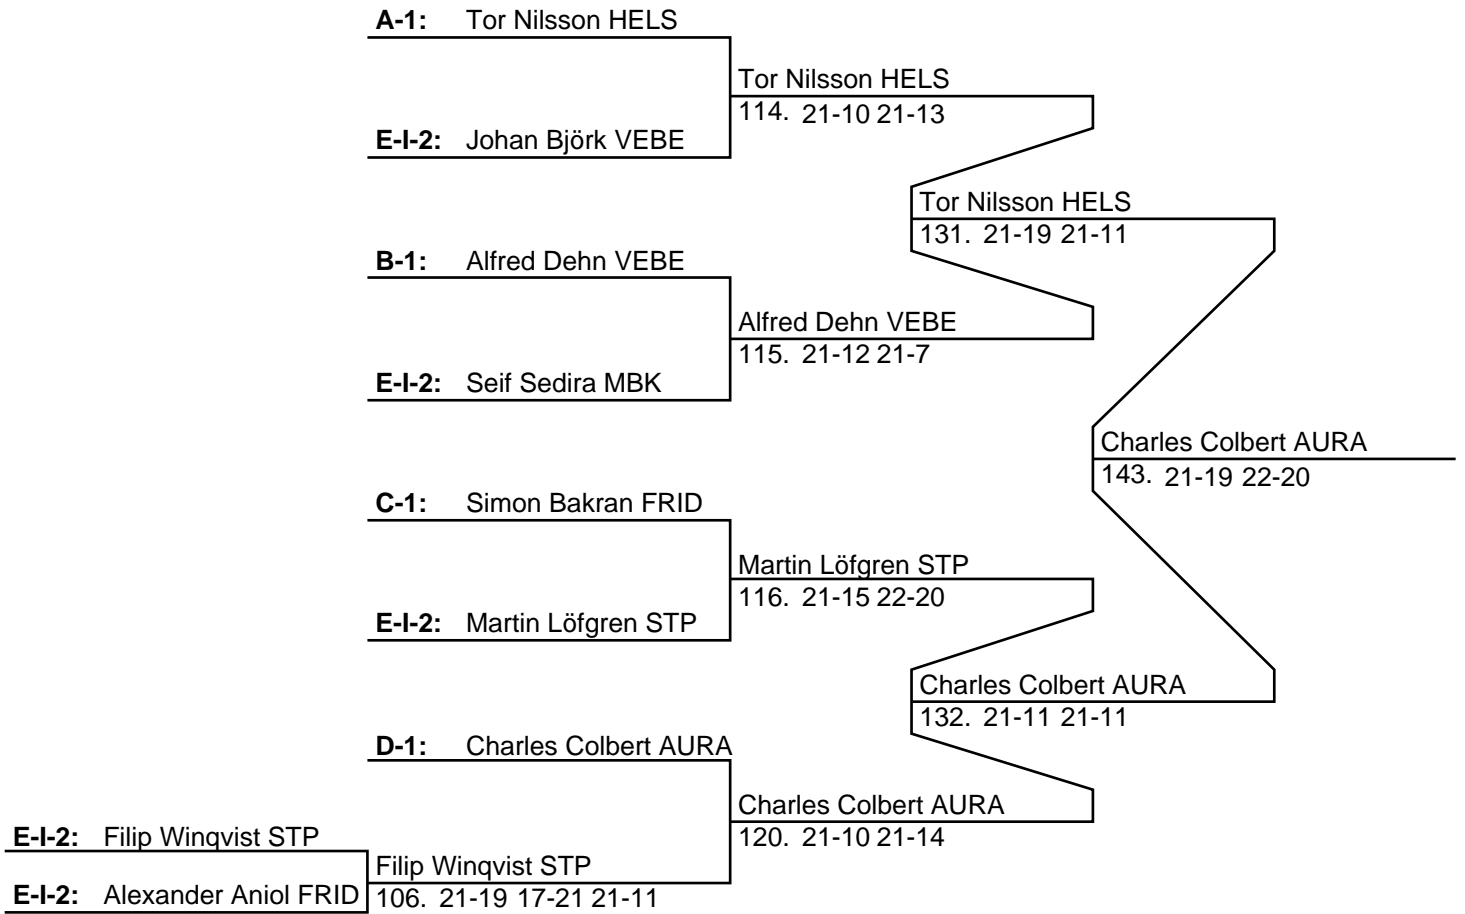 A-1: Tor Nilsson HELS
Tor Nilsson HELS
114. 21-10 21-13
E-I-2: Johan Björk VEBE
Tor Nilsson HELS
131. 21-19 21-11
B-1: Alfred Dehn VEBE
Alfred Dehn VEBE
115. 21-12 21-7
E-I-2: Seif Sedira MBK
Charles Colbert AURA
143. 21-19 22-20
C-1: Simon Bakran FRID
Martin Löfgren STP
116. 21-15 22-20
E-I-2: Martin Löfgren STP
Charles Colbert AURA
132. 21-11 21-11
D-1: Charles Colbert AURA
Charles Colbert AURA
120. 21-10 21-14
E-I-2: Filip Winqvist STP
Filip Winqvist STP
E-I-2: Alexander Aniol FRID
106. 21-19 17-21 21-11